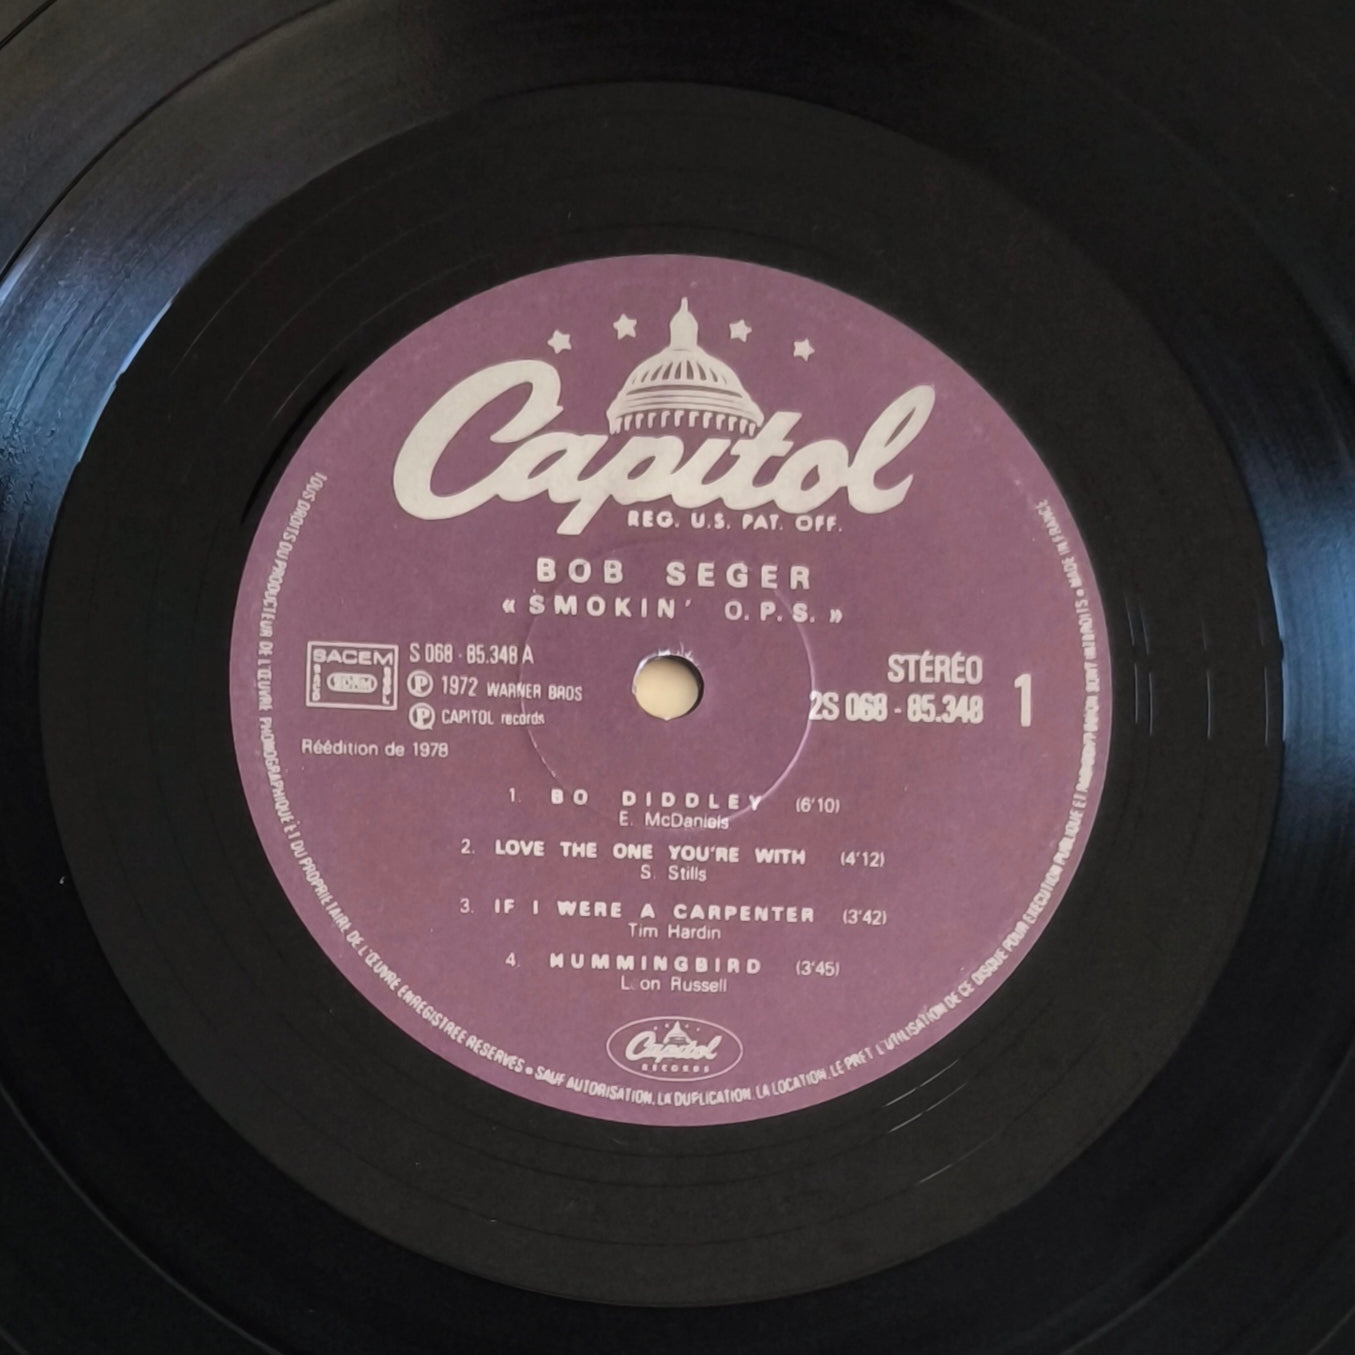 Capitol
REG. U.S. PAT. OFF.
BOB SEGER
« SMOKIN' O.P.S. »
SACEM
S 068 - 85.348 A
Ⓟ 1972 WARNER BROS
Ⓟ CAPITOL records
Réédition de 1978
STÉRÉO
2S 068 - 85.348
1
1. BO DIDDLEY (6'10)
E. McDaniels
2. LOVE THE ONE YOU'RE WITH (4'12)
S. Stills
3. IF I WERE A CARPENTER (3'42)
Tim Hardin
4. HUMMINGBIRD (3'45)
L on Russell
Capitol
RECORDS
TOUS DROITS DU PRODUCTEUR DE L'ŒUVRE PHONOGRAPHIQUE ET DU PROPRIETAIRE DE L'ŒUVRE ENREGISTREE RESERVES • SAUF AUTORISATION, LA DUPLICATION, LA LOCATION, LE PRET, L'UTILISATION DE CE DISQUE POUR EXECUTION PUBLIQUE ET SONT INTERDITS • MADE IN FRANCE